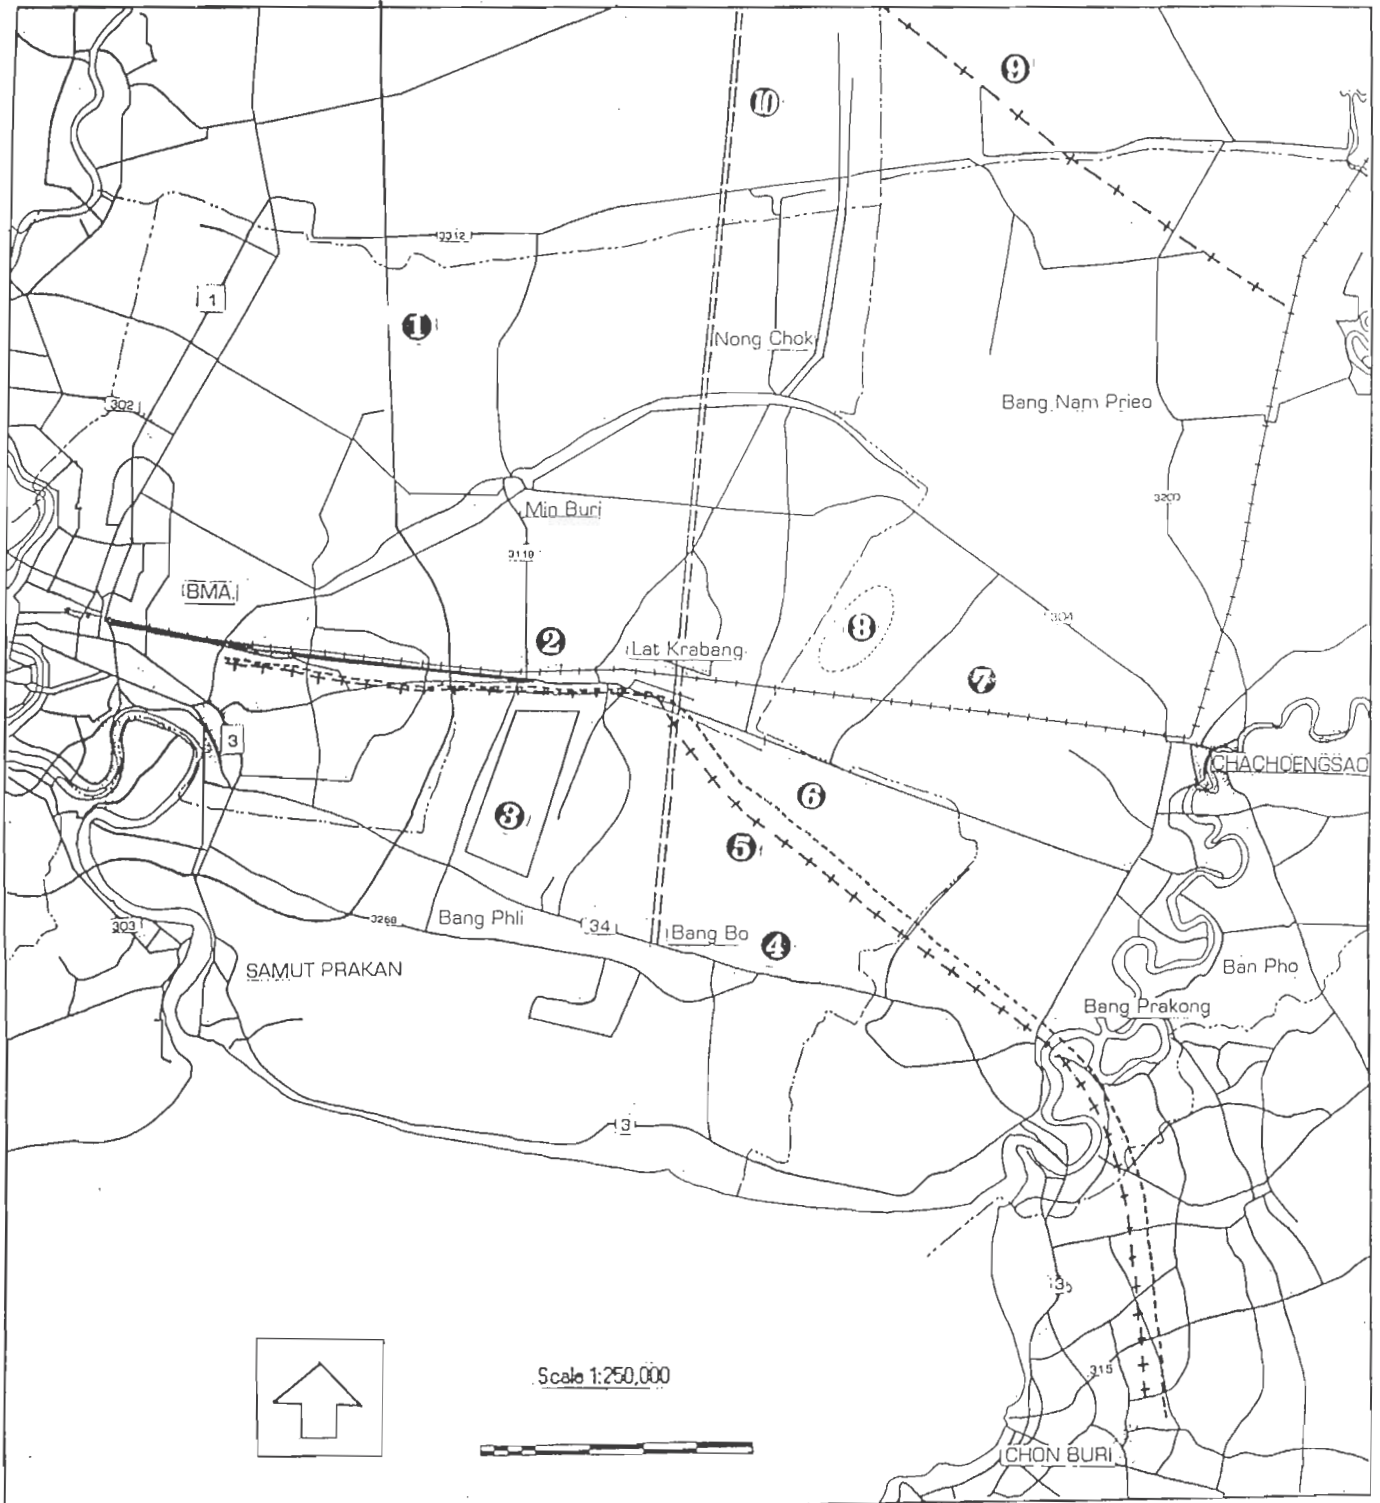 9
10
3312
1
1
Nong Chok
302
Bang Nam Prieo
3200
Min Buri
3119
BMA.
304
2
8
Lat Krabang
7
3
CHACHOENGSAO
6
3
5
Bang Phli
3268
34
303
Bang Bo
4
SAMUT PRAKAN
Ban Pho
Bang Prakong
3
315
Scale 1:250,000
CHON BURI